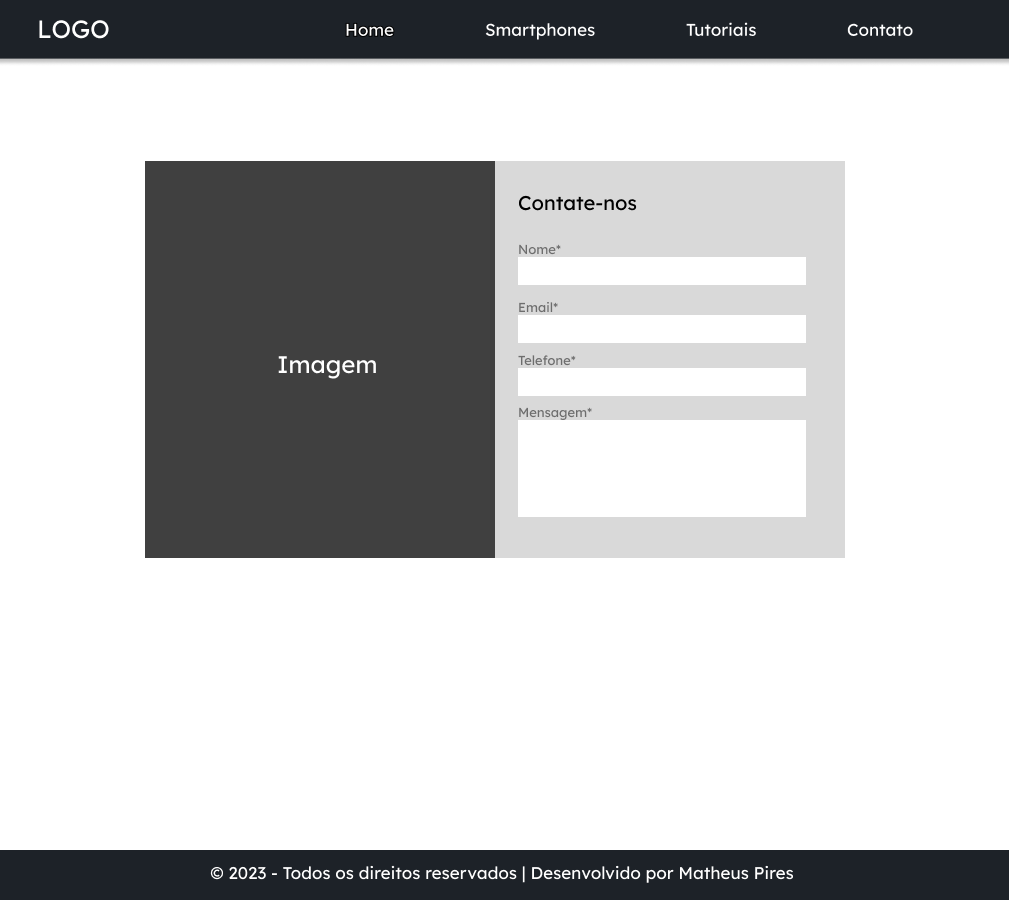 LOGO
Home Smartphones Tutoriais Contato
Contate-nos
Nome*
Email*
Telefone*
Mensagem*
Imagem
© 2023 - Todos os direitos reservados | Desenvolvido por Matheus Pires